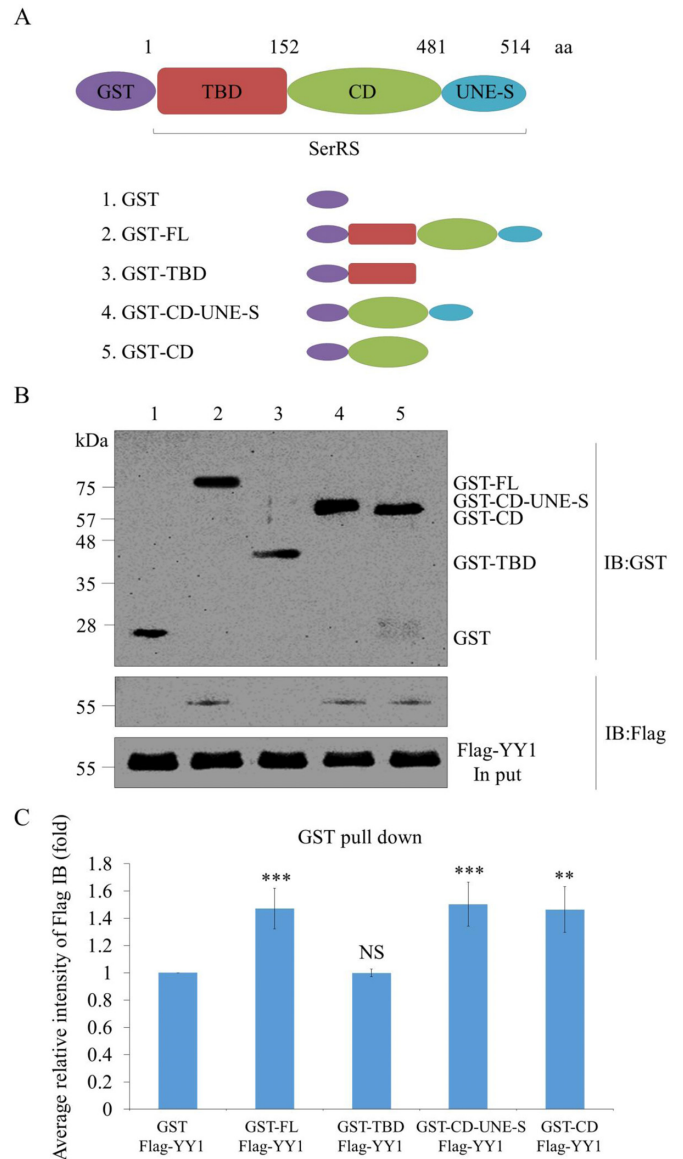 A
1 152 481 514 aa
GST TBD CD UNE-S
SerRS
1. GST
2. GST-FL
3. GST-TBD
4. GST-CD-UNE-S
5. GST-CD
B
1 2 3 4 5
kDa
75
57
48
35
28
GST-FL
GST-CD-UNE-S
GST-CD
GST-TBD
GST
IB:GST
55
55
Flag-YY1
In put
IB:Flag
C
GST pull down
Average relative intensity of Flag IB (fold)
1.8
1.6
1.4
1.2
1
0.8
0.6
0.4
0.2
0
*** NS *** **
GST GST-FL GST-TBD GST-CD-UNE-S GST-CD
Flag-YY1 Flag-YY1 Flag-YY1 Flag-YY1 Flag-YY1